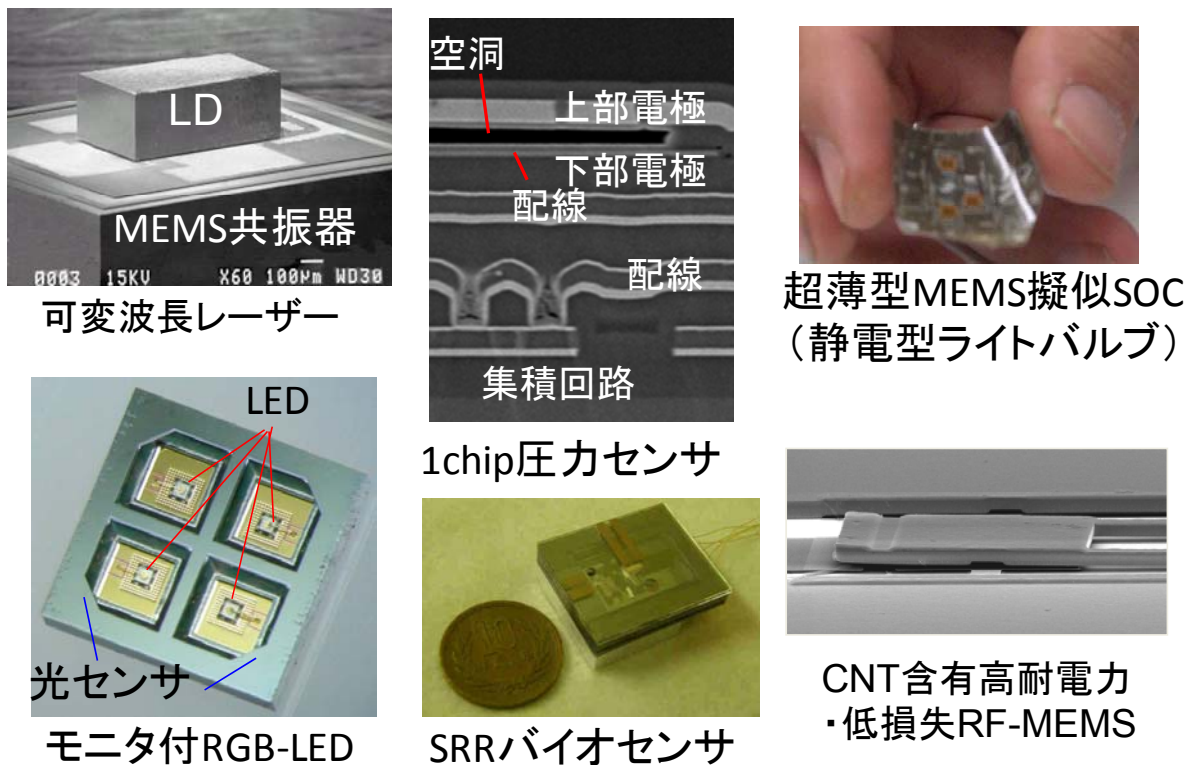 LD
MEMS共振器
0003 15KV X60 100μm WD30
可変波長レーザー
空洞
上部電極
下部電極
配線
配線
集積回路
1chip圧力センサ
超薄型MEMS擬似SOC
（静電型ライトバルブ）
LED
光センサ
モニタ付RGB-LED
10
SRRバイオセンサ
CNT含有高耐電力
・低損失RF-MEMS